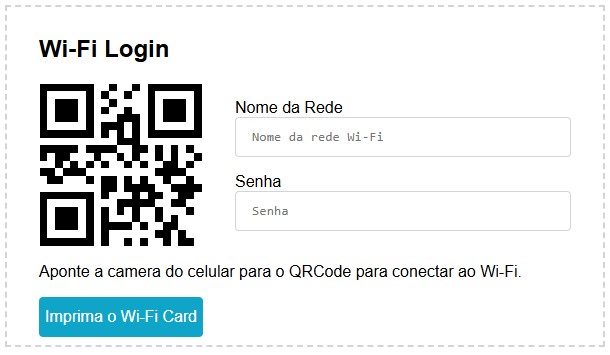 Wi-Fi Login
Nome da Rede
Nome da rede Wi-Fi
Senha
Senha
Aponte a camera do celular para o QRCode para conectar ao Wi-Fi.
Imprima o Wi-Fi Card